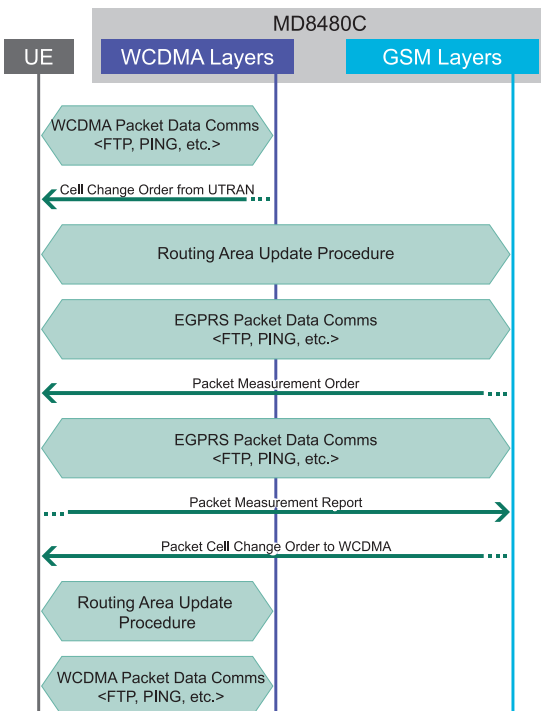 MD8480C
UE
WCDMA Layers
GSM Layers
WCDMA Packet Data Comms
<FTP, PING, etc.>
Cell Change Order from UTRAN
Routing Area Update Procedure
EGPRS Packet Data Comms
<FTP, PING, etc.>
Packet Measurement Order
EGPRS Packet Data Comms
<FTP, PING, etc.>
Packet Measurement Report
Packet Cell Change Order to WCDMA
Routing Area Update
Procedure
WCDMA Packet Data Comms
<FTP, PING, etc.>